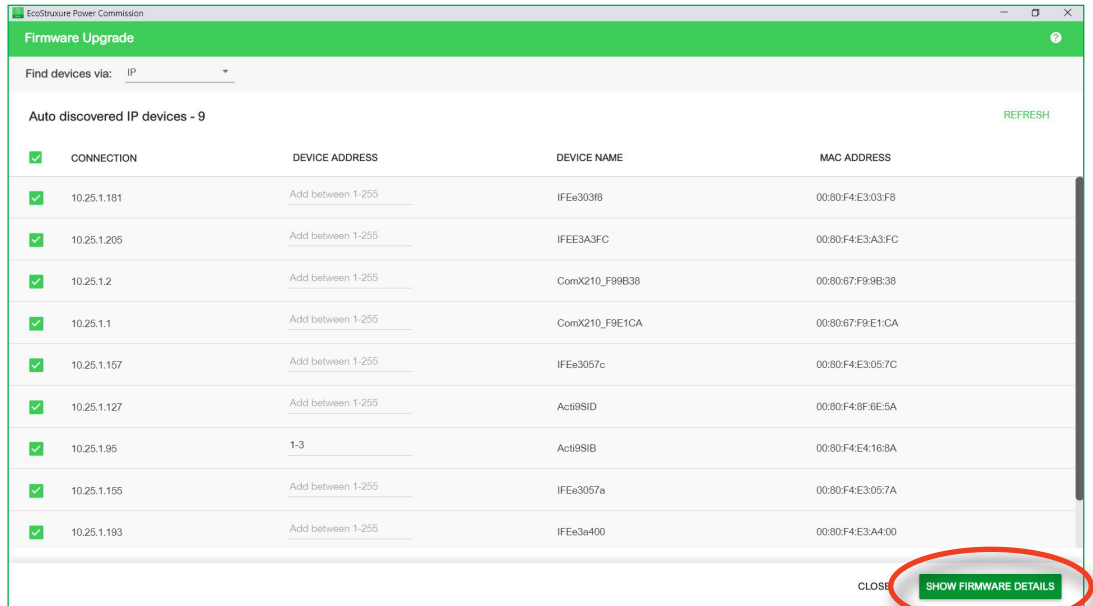 EcoStruxure Power Commission
Firmware Upgrade
?
Find devices via: IP
Auto discovered IP devices - 9 REFRESH
CONNECTION DEVICE ADDRESS DEVICE NAME MAC ADDRESS
10.25.1.181 Add between 1-255 IFEe303f8 00:80:F4:E3:03:F8
10.25.1.205 Add between 1-255 IFEE3A3FC 00:80:F4:E3:A3:FC
10.25.1.2 Add between 1-255 ComX210_F99B38 00:80:67:F9:9B:38
10.25.1.1 Add between 1-255 ComX210_F9E1CA 00:80:67:F9:E1:CA
10.25.1.157 Add between 1-255 IFEe3057c 00:80:F4:E3:05:7C
10.25.1.127 Add between 1-255 Acti9SID 00:80:F4:8F:6E:5A
10.25.1.95 1-3 Acti9SIB 00:80:F4:E4:16:8A
10.25.1.155 Add between 1-255 IFEe3057a 00:80:F4:E3:05:7A
10.25.1.193 Add between 1-255 IFEe3a400 00:80:F4:E3:A4:00
CLOSE SHOW FIRMWARE DETAILS